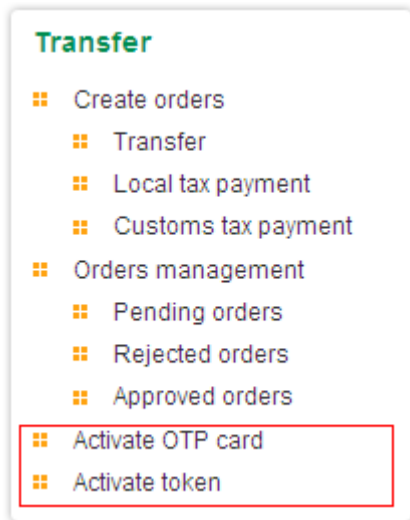 Transfer
Create orders
Transfer
Local tax payment
Customs tax payment
Orders management
Pending orders
Rejected orders
Approved orders
Activate OTP card
Activate token